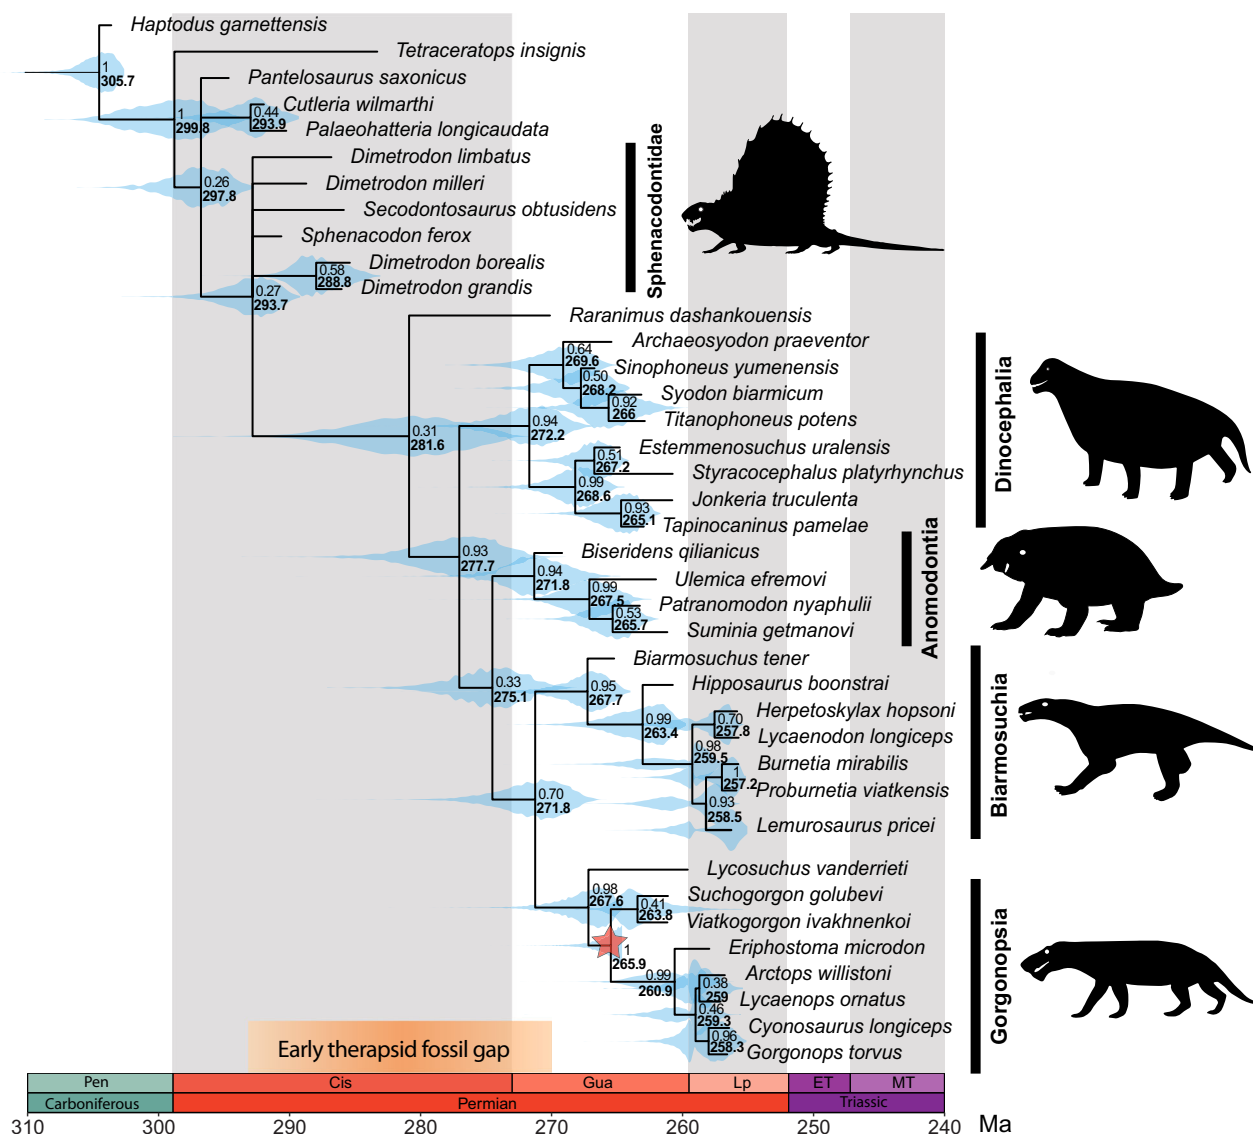 Haptodus garnettensis
Tetraceratops insignis
1
305.7
Pantelosaurus saxonicus
Cutleria wilmarthi
0.44
293.9
1
299.8
Palaeohatteria longicaudata
Dimetrodon limbatus
0.26
297.8
Dimetrodon milleri
Secodontosaurus obtusidens
Sphenacodon ferox
Dimetrodon borealis
0.58
288.8
Dimetrodon grandis
0.27
293.7
Sphenacodontidae
Raranimus dashankouensis
Archaeosyodon praeventor
0.64
269.6
Sinophoneus yumenensis
0.50
268.2
Syodon biarmicum
0.92
266
Titanophoneus potens
0.94
272.2
0.31
281.6
Estemmenosuchus uralensis
0.51
267.2
Styracocephalus platyrhynchus
0.99
268.6
Jonkeria truculenta
0.93
265.1
Tapinocaninus pamelae
Dinocephalia
Biseridens qilianicus
0.93
277.7
0.94
271.8
Ulemica efremovi
0.99
267.5
Patranomodon nyaphulii
0.53
265.7
Suminia getmanovi
Anomodontia
Biarmosuchus tener
0.33
275.1
0.95
267.7
Hipposaurus boonstrai
Herpetoskylax hopsoni
0.99
263.4
0.70
257.8
Lycaenodon longiceps
0.98
259.5
Burnetia mirabilis
1
257.2
Proburnetia viatkensis
0.70
271.8
0.93
258.5
Lemurosaurus pricei
Biarmosuchia
Lycosuchus vanderrieti
0.98
267.6
Suchogorgon golubevi
0.41
263.8
Viatkogorgon ivakhnenkoi
1
265.9
Eriphostoma microdon
0.99
260.9
Arctops willistoni
0.38
259
Lycaenops ornatus
0.46
259.3
Cyonosaurus longiceps
0.96
258.3
Gorgonops torvus
Gorgonopsia
Early therapsid fossil gap
Pen Cis Gua Lp ET MT
Carboniferous Permian Triassic
310 300 290 280 270 260 250 240 Ma